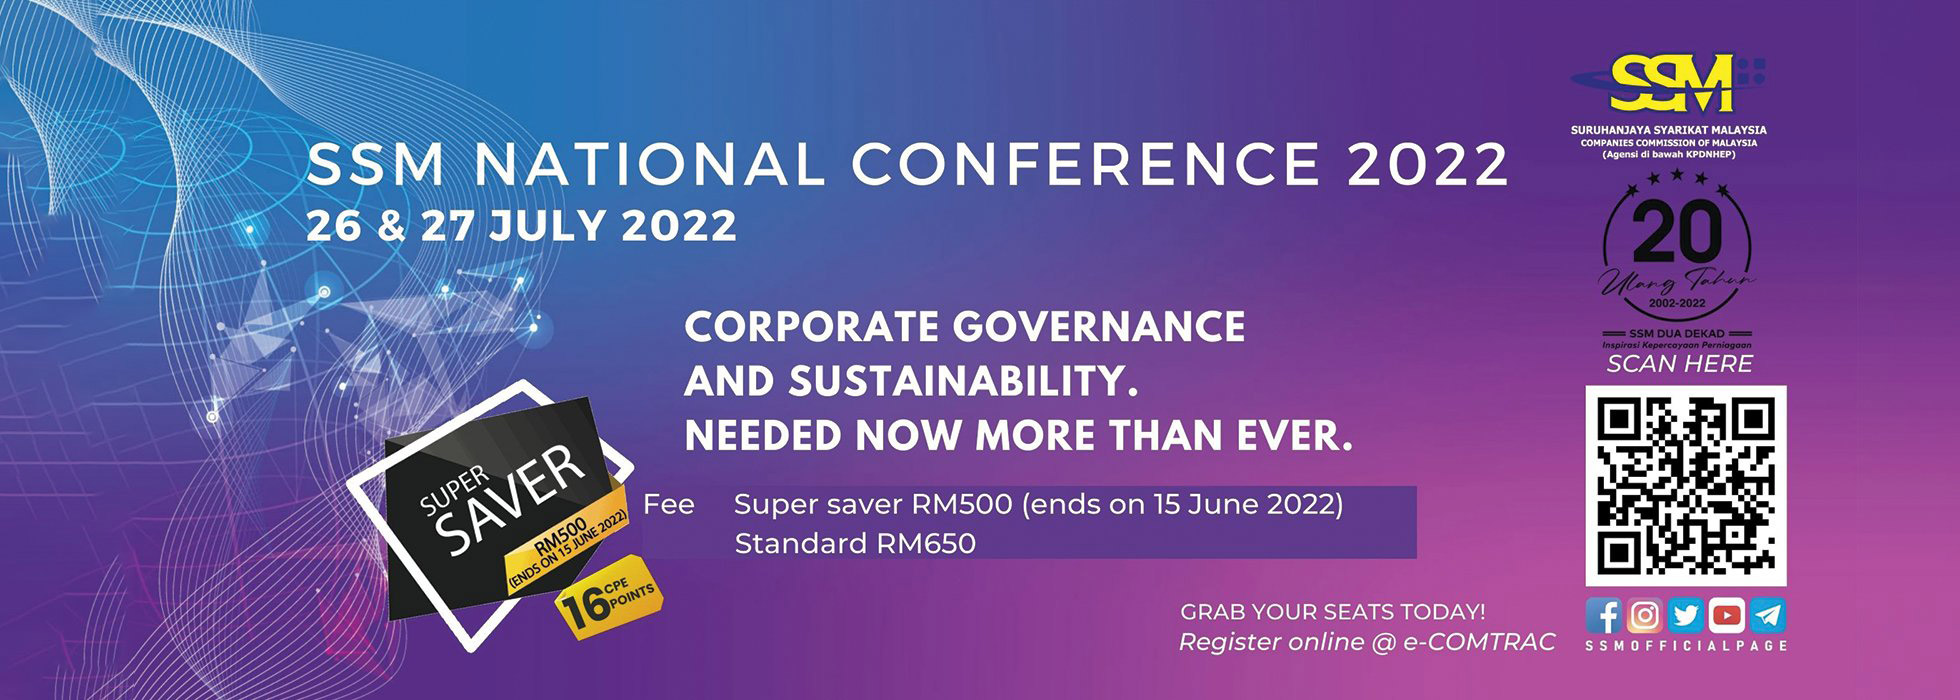 SSM
SURUHANJAYA SYARIKAT MALAYSIA
COMPANIES COMMISSION OF MALAYSIA
(Agensi di bawah KPDNHEP)
SSM NATIONAL CONFERENCE 2022
26 & 27 JULY 2022
20
Ulang Tahun
2002-2022
SSM DUA DEKAD
Inspirasi Kepercayaan Perniagaan
SCAN HERE
CORPORATE GOVERNANCE
AND SUSTAINABILITY.
NEEDED NOW MORE THAN EVER.
SUPER
SAVER
RM500
(ENDS ON 15 JUNE 2022)
16 CPE
POINTS
Fee Super saver RM500 (ends on 15 June 2022)
Standard RM650
GRAB YOUR SEATS TODAY!
Register online @ e-COMTRAC
SSMOFFICIALPAGE